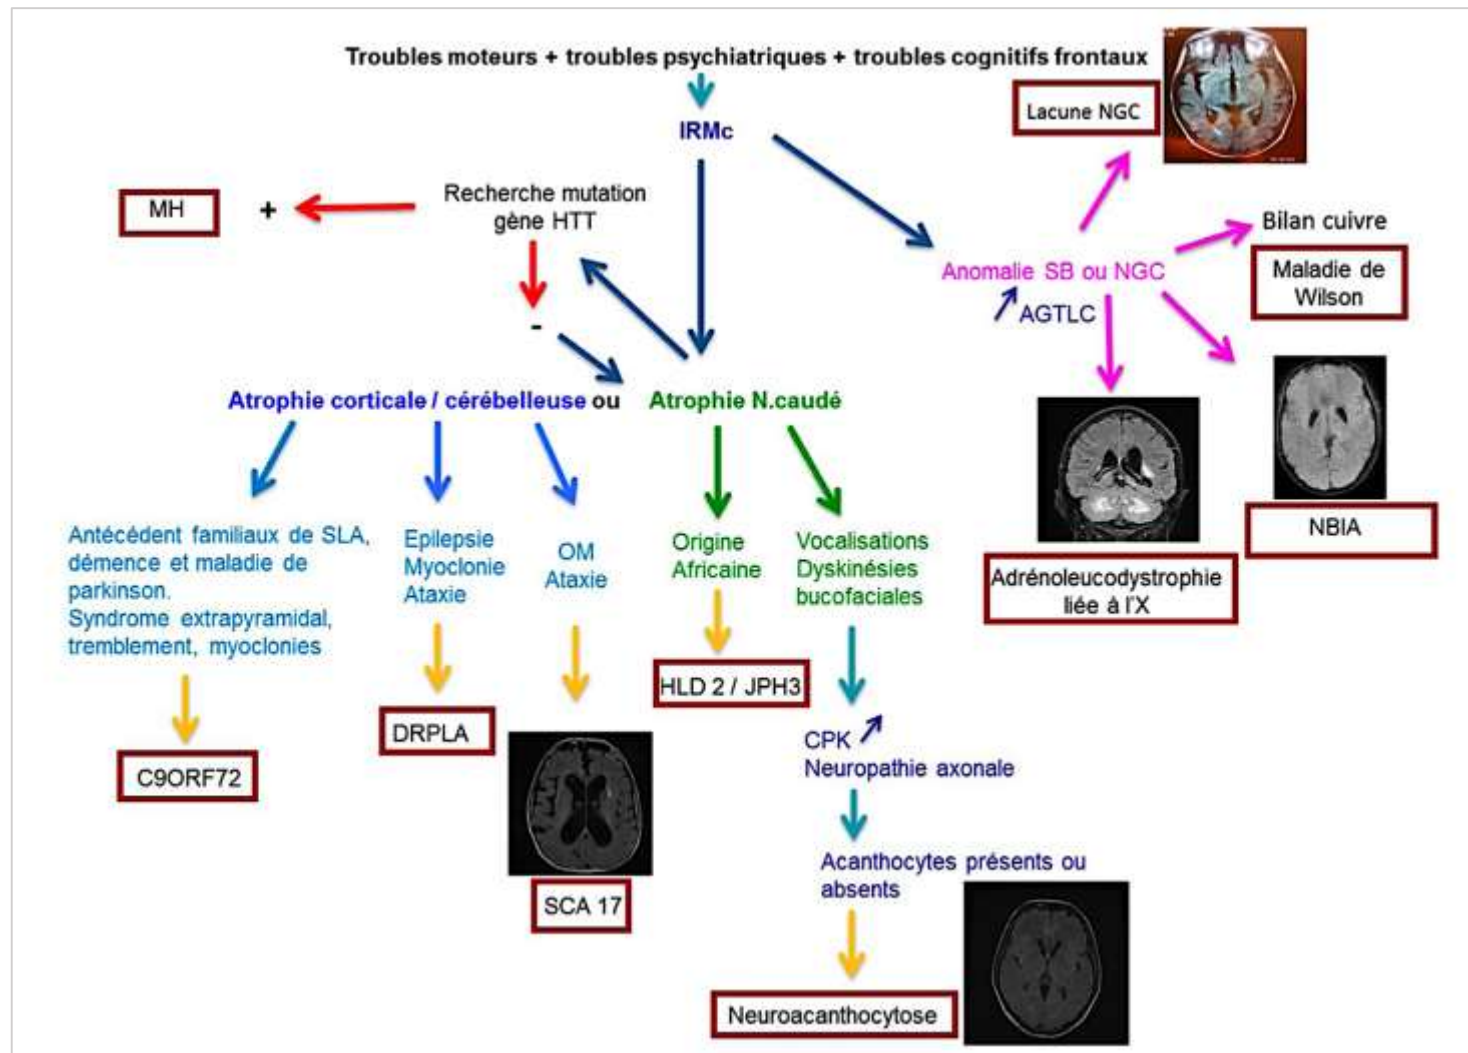 Troubles moteurs + troubles psychiatriques + troubles cognitifs frontaux
IRMc
Lacune NGC
MH
+
Recherche mutation
gène HTT
-
Anomalie SB ou NGC
AGTLC
Bilan cuivre
Maladie de
Wilson
Atrophie corticale / cérébelleuse ou
Atrophie N.caudé
NBIA
Adrénoleucodystrophie
liée à l'X
Antécédent familiaux de SLA,
démence et maladie de
parkinson.
Syndrome extrapyramidal,
tremblement, myoclonies
Epilepsie
Myoclonie
Ataxie
OM
Ataxie
Origine
Africaine
Vocalisations
Dyskinésies
bucofaciales
C9ORF72
DRPLA
SCA 17
HLD 2 / JPH3
CPK
Neuropathie axonale
Acanthocytes présents ou
absents
Neuroacanthocytose